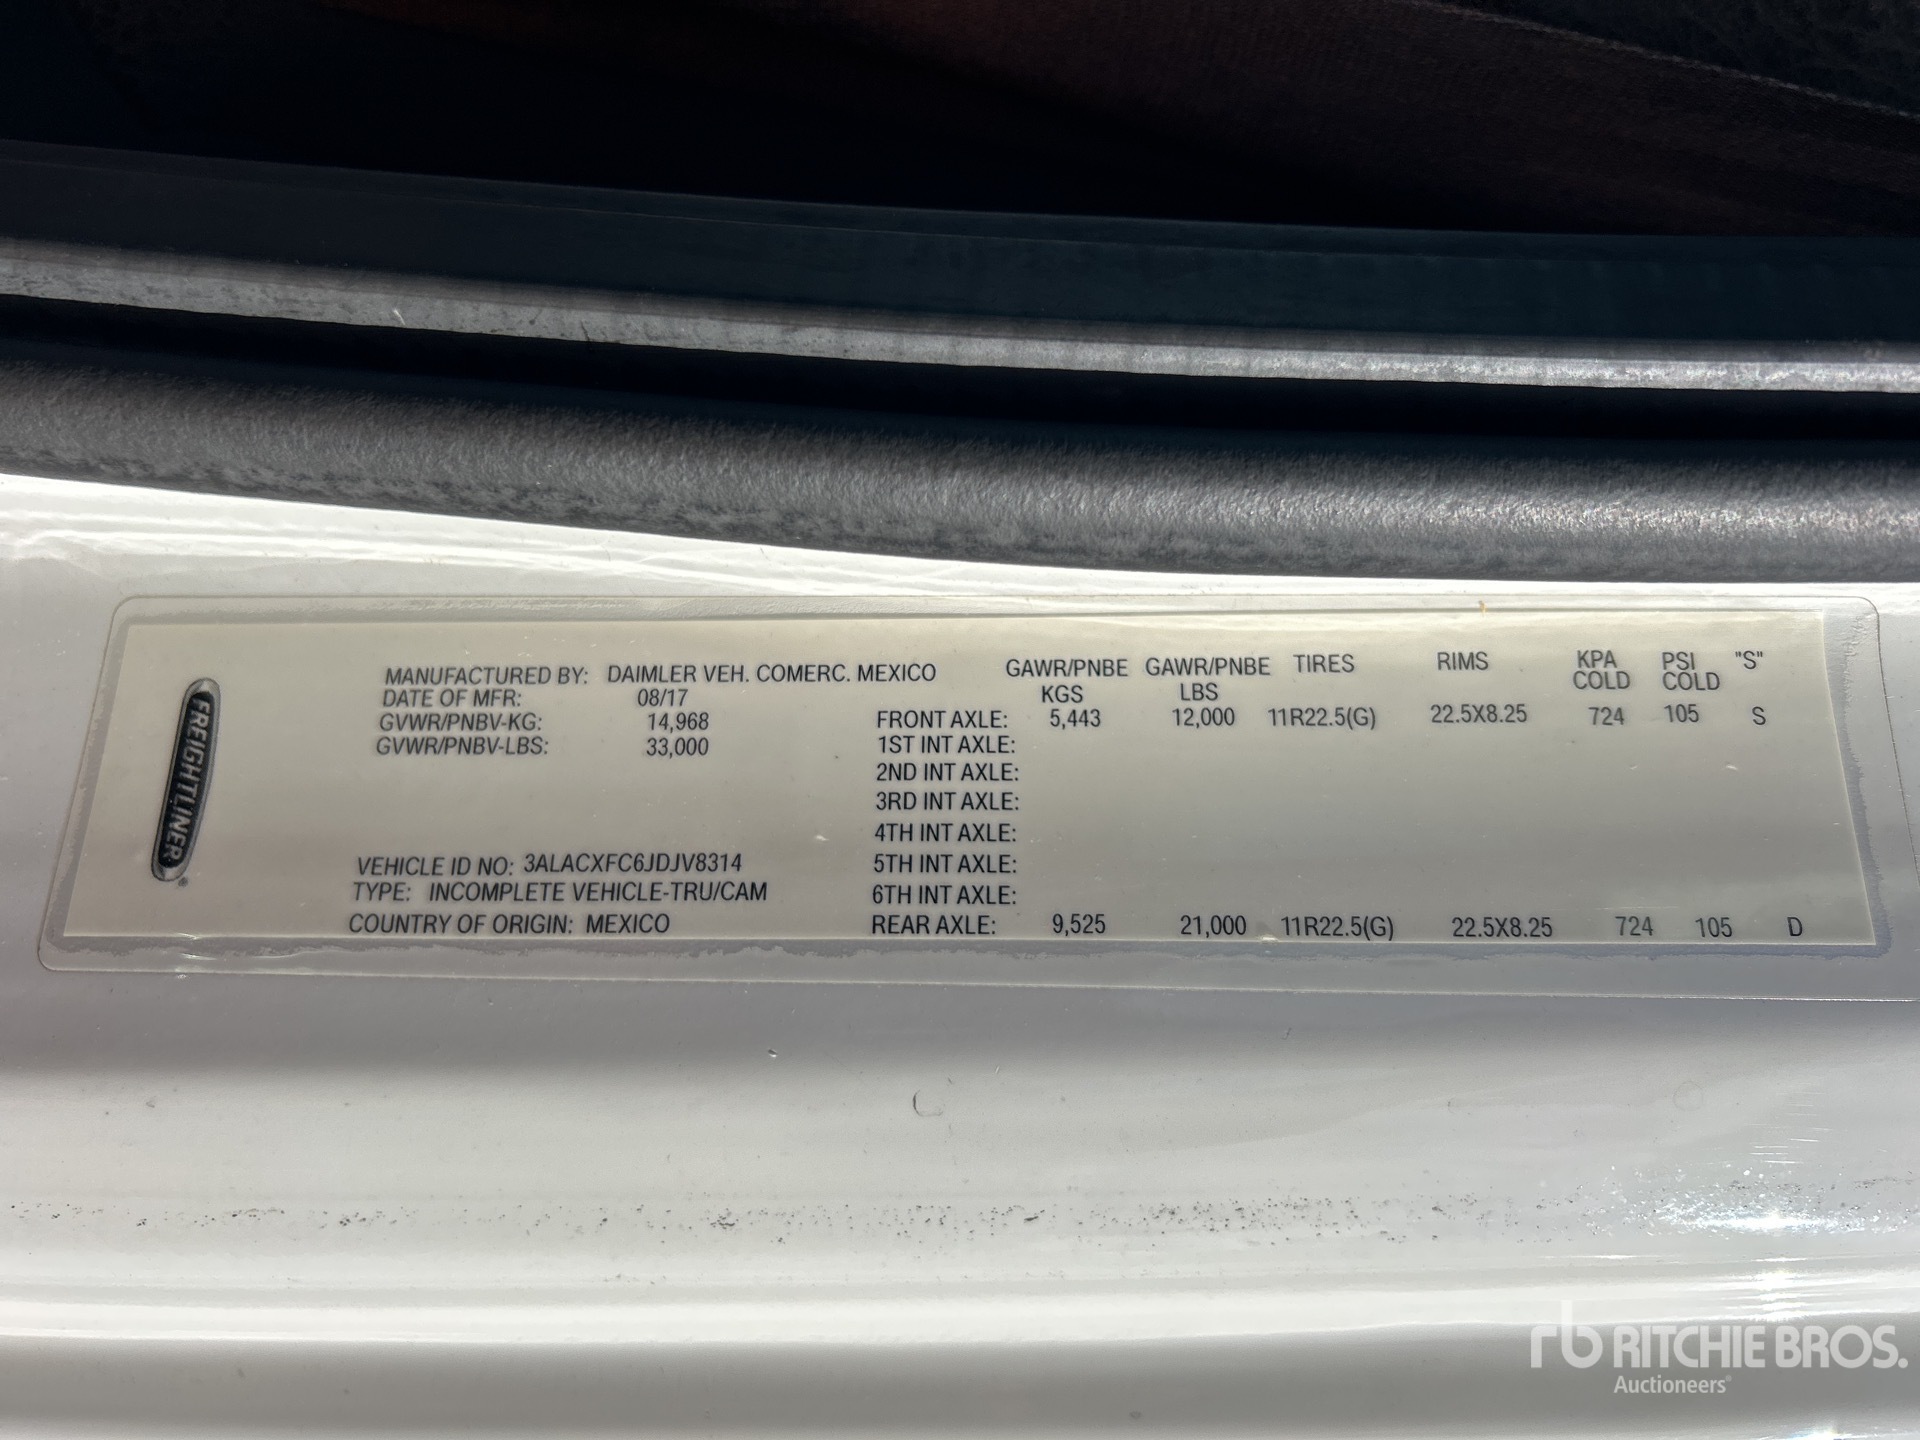 FREIGHTLINER®
MANUFACTURED BY: DAIMLER VEH. COMERC. MEXICO
DATE OF MFR: 08/17
GVWR/PNBV-KG: 14,968
GVWR/PNBV-LBS: 33,000
VEHICLE ID NO: 3ALACXFC6JDJV8314
TYPE: INCOMPLETE VEHICLE-TRU/CAM
COUNTRY OF ORIGIN: MEXICO
GAWR/PNBE GAWR/PNBE TIRES RIMS KPA PSI "S"
KGS LBS COLD COLD
FRONT AXLE: 5,443 12,000 11R22.5(G) 22.5X8.25 724 105 S
1ST INT AXLE:
2ND INT AXLE:
3RD INT AXLE:
4TH INT AXLE:
5TH INT AXLE:
6TH INT AXLE:
REAR AXLE: 9,525 21,000 11R22.5(G) 22.5X8.25 724 105 D
rb RITCHIE BROS.
Auctioneers®